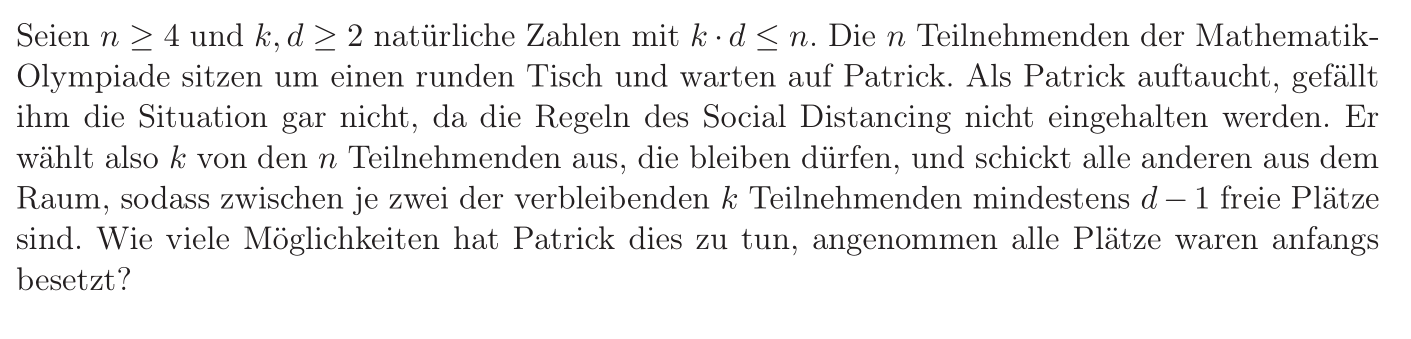 Seien n ≥ 4 und k, d ≥ 2 natürliche Zahlen mit k · d ≤ n. Die n Teilnehmenden der Mathematik-
Olympiade sitzen um einen runden Tisch und warten auf Patrick. Als Patrick auftaucht, gefällt
ihm die Situation gar nicht, da die Regeln des Social Distancing nicht eingehalten werden. Er
wählt also k von den n Teilnehmenden aus, die bleiben dürfen, und schickt alle anderen aus dem
Raum, sodass zwischen je zwei der verbleibenden k Teilnehmenden mindestens d − 1 freie Plätze
sind. Wie viele Möglichkeiten hat Patrick dies zu tun, angenommen alle Plätze waren anfangs
besetzt?